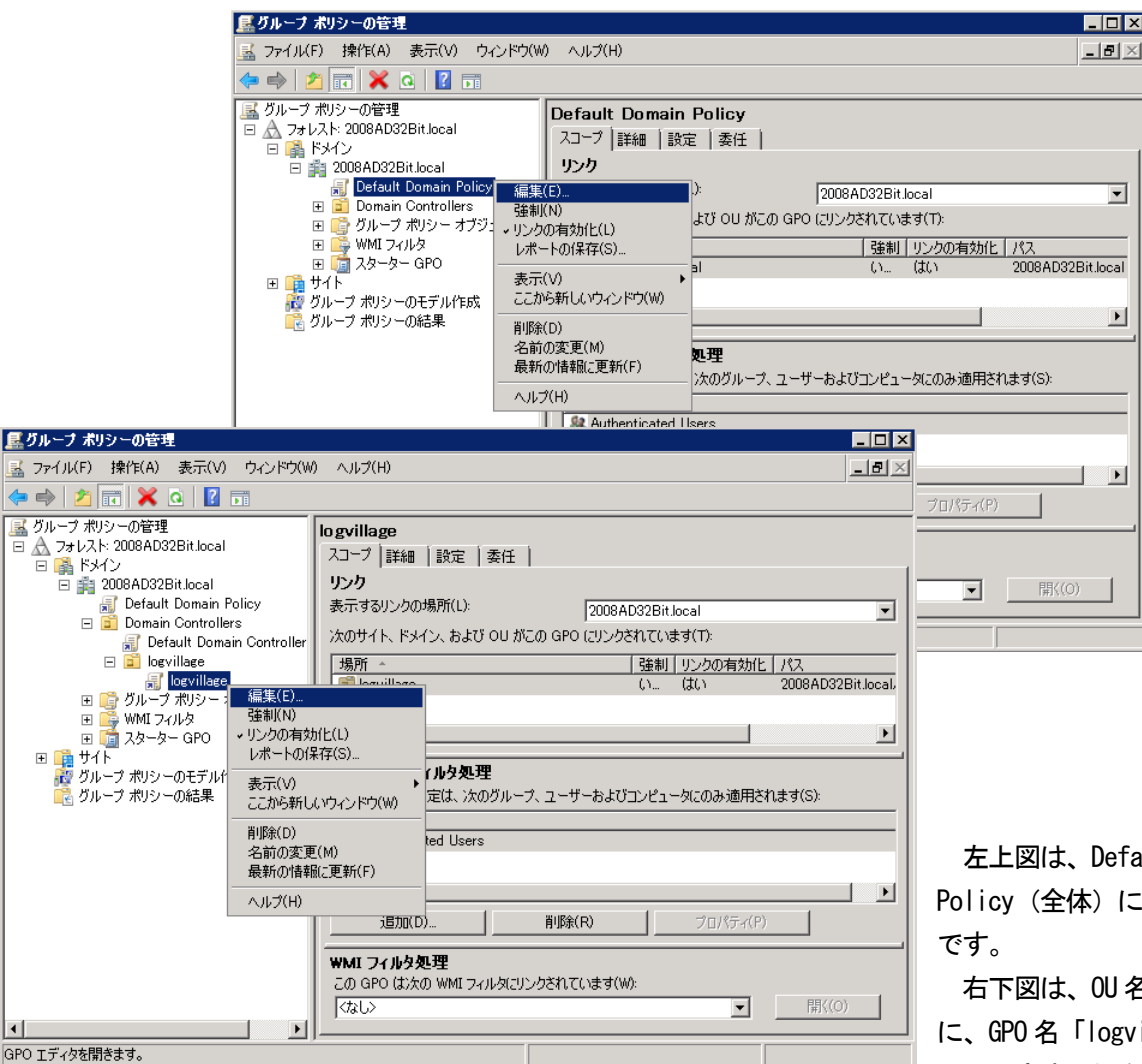 グループ ポリシーの管理
ファイル(F) 操作(A) 表示(V) ウィンドウ(W) ヘルプ(H)
グループ ポリシーの管理
フォレスト: 2008AD32Bit.local
ドメイン
2008AD32Bit.local
Default Domain Policy
Domain Controllers
グループ ポリシー オブジェ
WMI フィルタ
スターター GPO
サイト
グループ ポリシーのモデル作成
グループ ポリシーの結果
編集(E)...
強制(N)
リンクの有効化(L)
レポートの保存(S)...
表示(V)
ここから新しいウィンドウ(W)
削除(D)
名前の変更(M)
最新の情報に更新(F)
ヘルプ(H)
Default Domain Policy
スコープ 詳細 設定 委任
リンク
): 2008AD32Bit.local
よび OU がこの GPO にリンクされています(T):
強制 リンクの有効化 パス
al い... はい 2008AD32Bit.local
処理
次のグループ、ユーザーおよびコンピュータにのみ適用されます(S):
Authenticated Users
プロパティ(P)
開く(O)
グループ ポリシーの管理
ファイル(F) 操作(A) 表示(V) ウィンドウ(W) ヘルプ(H)
グループ ポリシーの管理
フォレスト: 2008AD32Bit.local
ドメイン
2008AD32Bit.local
Default Domain Policy
Domain Controllers
Default Domain Controller
logvillage
logvillage
グループ ポリシー
WMI フィルタ
スターター GPO
サイト
グループ ポリシーのモデル作
グループ ポリシーの結果
編集(E)...
強制(N)
リンクの有効化(L)
レポートの保存(S)...
表示(V)
ここから新しいウィンドウ(W)
削除(D)
名前の変更(M)
最新の情報に更新(F)
ヘルプ(H)
logvillage
スコープ 詳細 設定 委任
リンク
表示するリンクの場所(L): 2008AD32Bit.local
次のサイト、ドメイン、および OU がこの GPO にリンクされています(T):
場所 強制 リンクの有効化 パス
logvillage い... はい 2008AD32Bit.local
ィルタ処理
定は、次のグループ、ユーザーおよびコンピュータにのみ適用されます(S):
ted Users
追加(D)... 削除(R) プロパティ(P)
WMI フィルタ処理
この GPO は次の WMI フィルタにリンクされています(W):
<なし> 開く(O)
GPO エディタを開きます。
左上図は、Defa
Policy（全体）に
です。
右下図は、OU 名
に、GPO 名「logvi